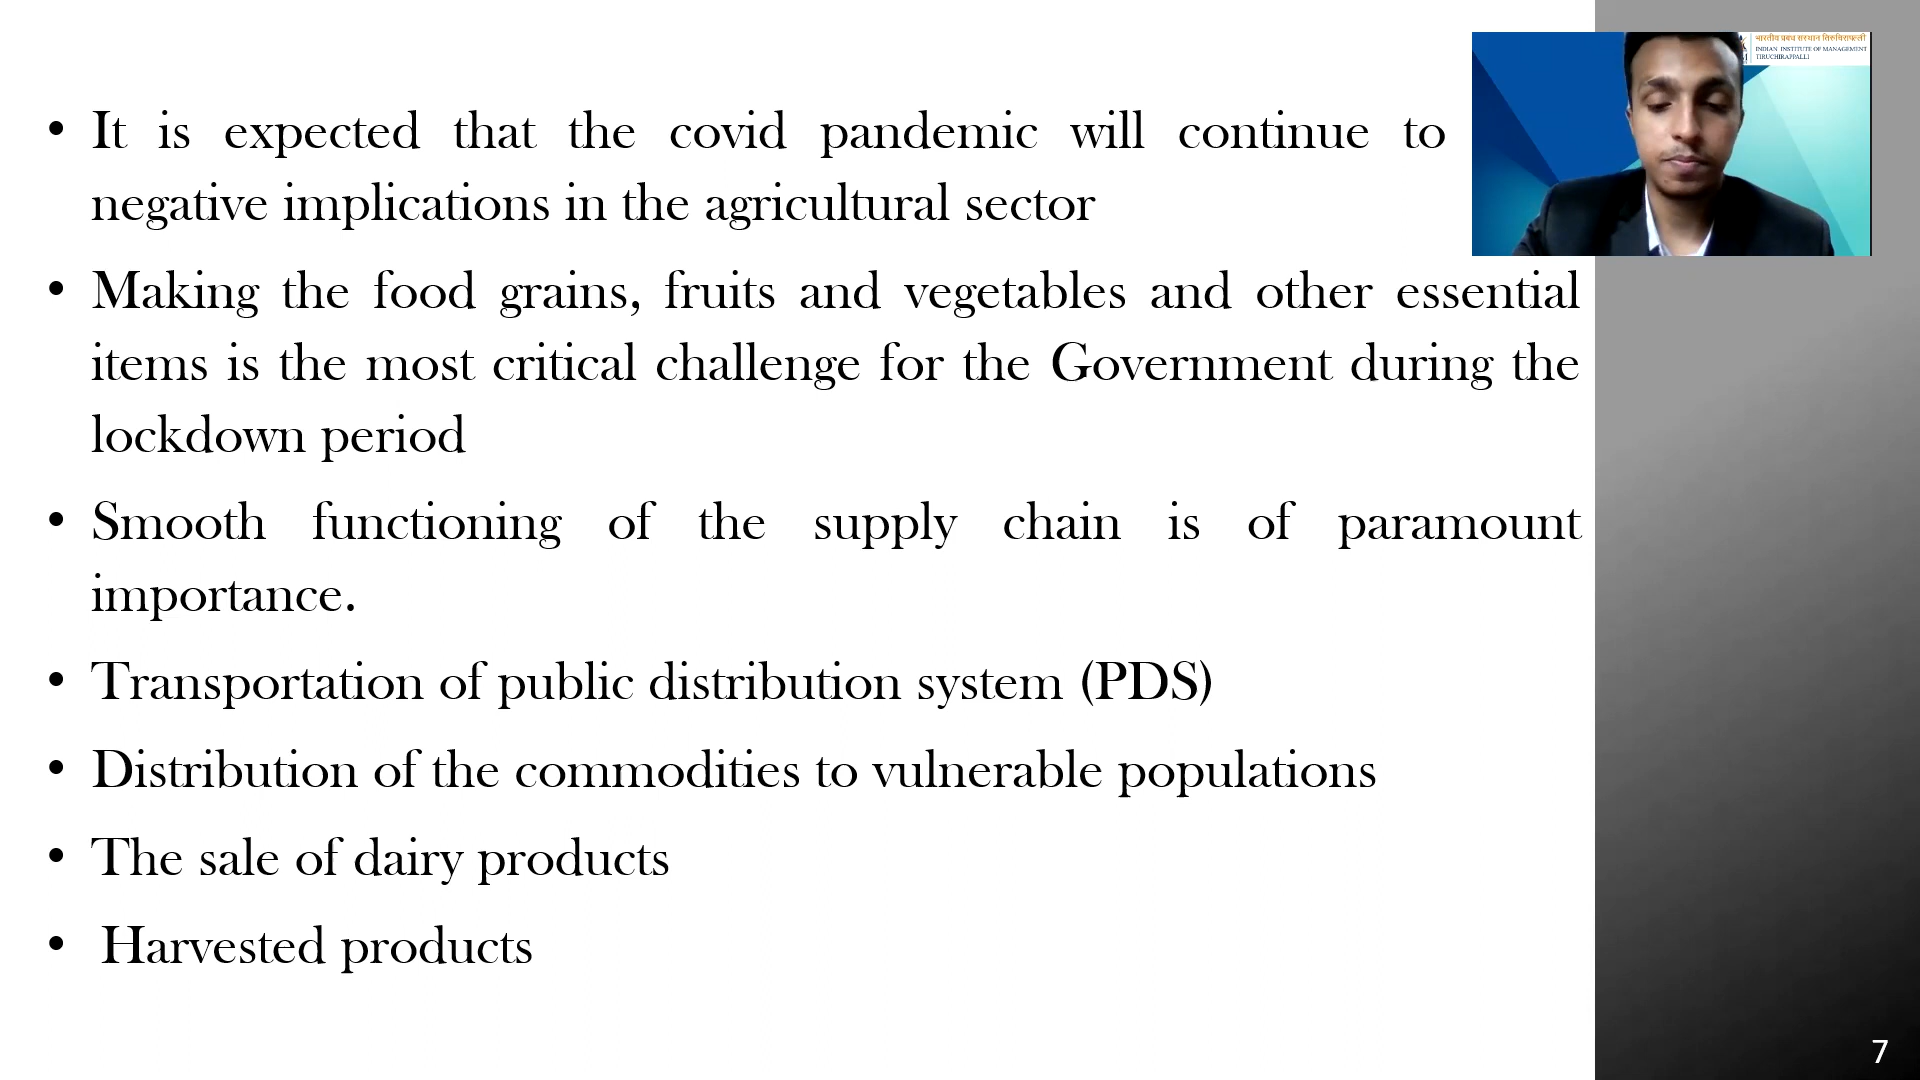 • It is expected that the covid pandemic will continue to
negative implications in the agricultural sector
• Making the food grains, fruits and vegetables and other essential
items is the most critical challenge for the Government during the
lockdown period
• Smooth functioning of the supply chain is of paramount
importance.
• Transportation of public distribution system (PDS)
• Distribution of the commodities to vulnerable populations
• The sale of dairy products
• Harvested products
भारतीय प्रबंध संस्थान तिरुचिरापल्ली
INDIAN INSTITUTE OF MANAGEMENT
TIRUCHIRAPPALLI
7